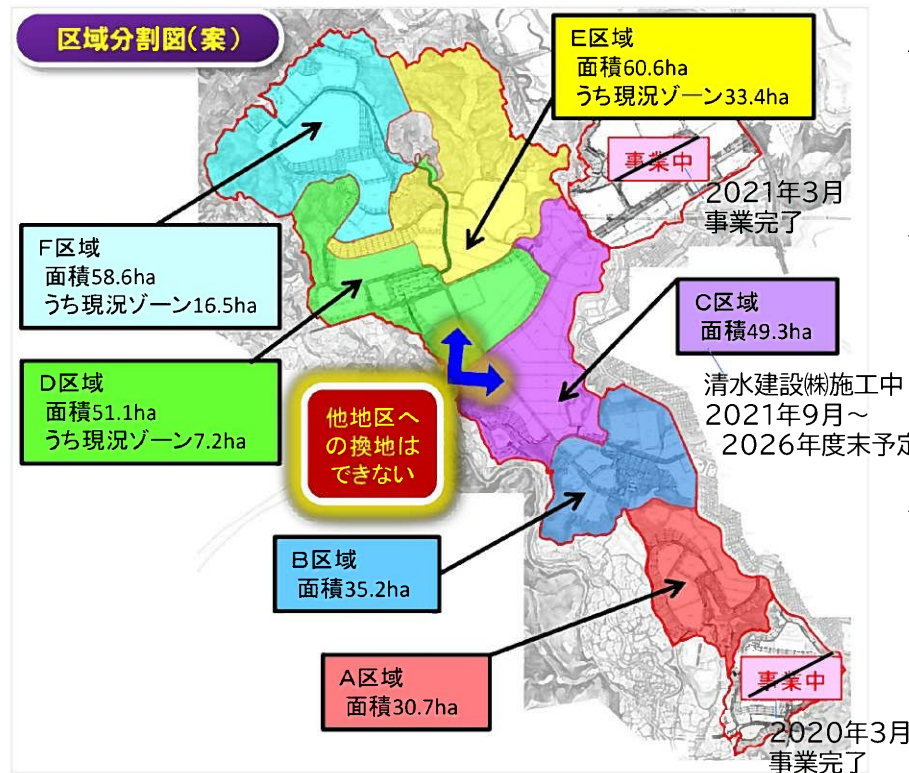 区域分割図(案)
E区域
面積60.6ha
うち現況ゾーン33.4ha
事業中
2021年3月
事業完了
F区域
面積58.6ha
うち現況ゾーン16.5ha
C区域
面積49.3ha
D区域
面積51.1ha
うち現況ゾーン7.2ha
清水建設㈱施工中
2021年9月～
2026年度末予定
他地区へ
の換地は
できない
B区域
面積35.2ha
A区域
面積30.7ha
事業中
2020年3月
事業完了